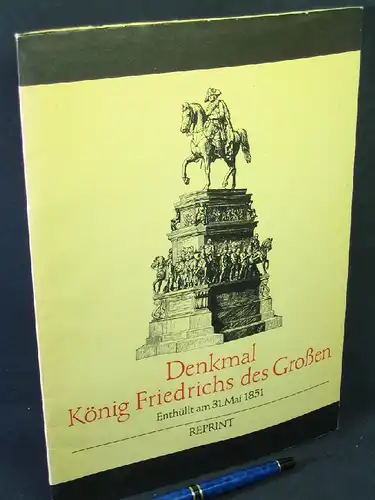 Denkmal
König Friedrichs des Großen
Enthüllt am 31. Mai 1851
REPRINT